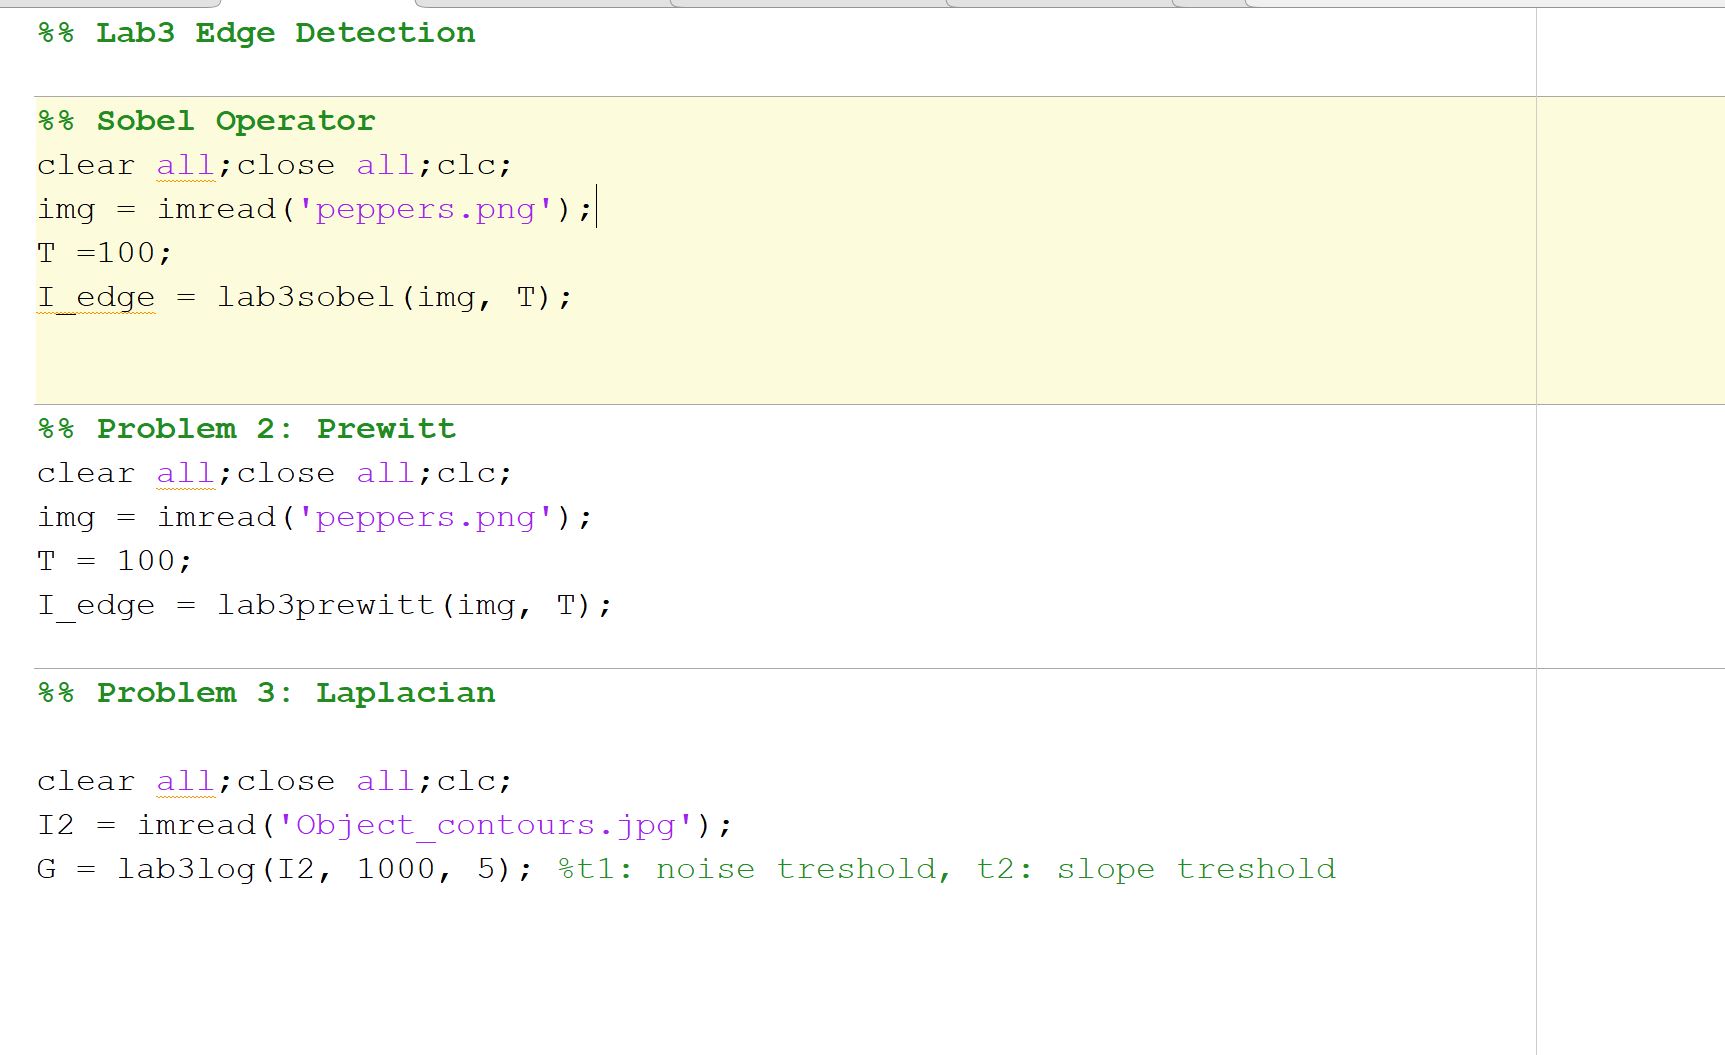 %% Lab3 Edge Detection
%% Sobel Operator
clear all;close all;clc;
img = imread('peppers.png');
T =100;
I_edge = lab3sobel(img, T);
%% Problem 2: Prewitt
clear all;close all;clc;
img = imread('peppers.png');
T = 100;
I_edge = lab3prewitt(img, T);
%% Problem 3: Laplacian
clear all;close all;clc;
I2 = imread('Object_contours.jpg');
G = lab3log(I2, 1000, 5); %t1: noise treshold, t2: slope treshold